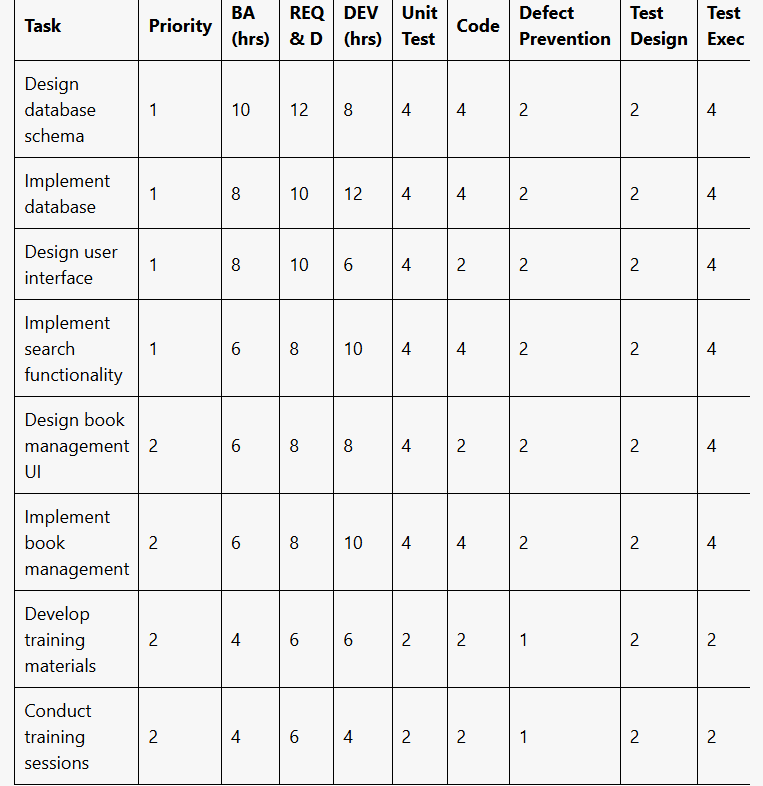 Task Priority BA (hrs) REQ & D DEV (hrs) Unit Test Code Defect Prevention Test Design Test Exec
Design database schema 1 10 12 8 4 4 2 2 4
Implement database 1 8 10 12 4 4 2 2 4
Design user interface 1 8 10 6 4 2 2 2 4
Implement search functionality 1 6 8 10 4 4 2 2 4
Design book management UI 2 6 8 8 4 2 2 2 4
Implement book management 2 6 8 10 4 4 2 2 4
Develop training materials 2 4 6 6 2 2 1 2 2
Conduct training sessions 2 4 6 4 2 2 1 2 2